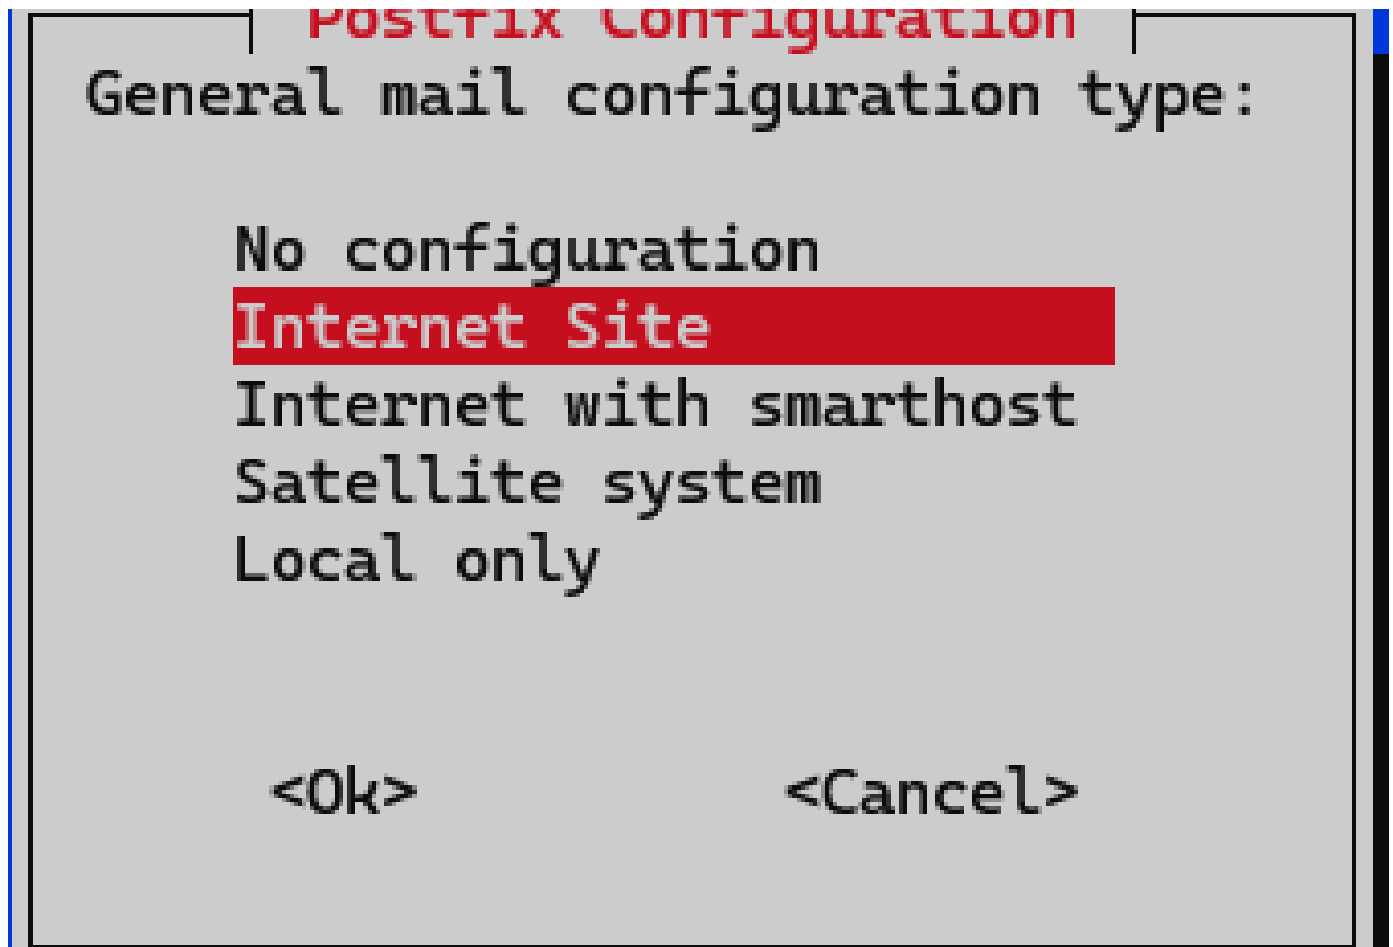 Postfix Configuration
General mail configuration type:
No configuration
Internet Site
Internet with smarthost
Satellite system
Local only
<Ok> <Cancel>